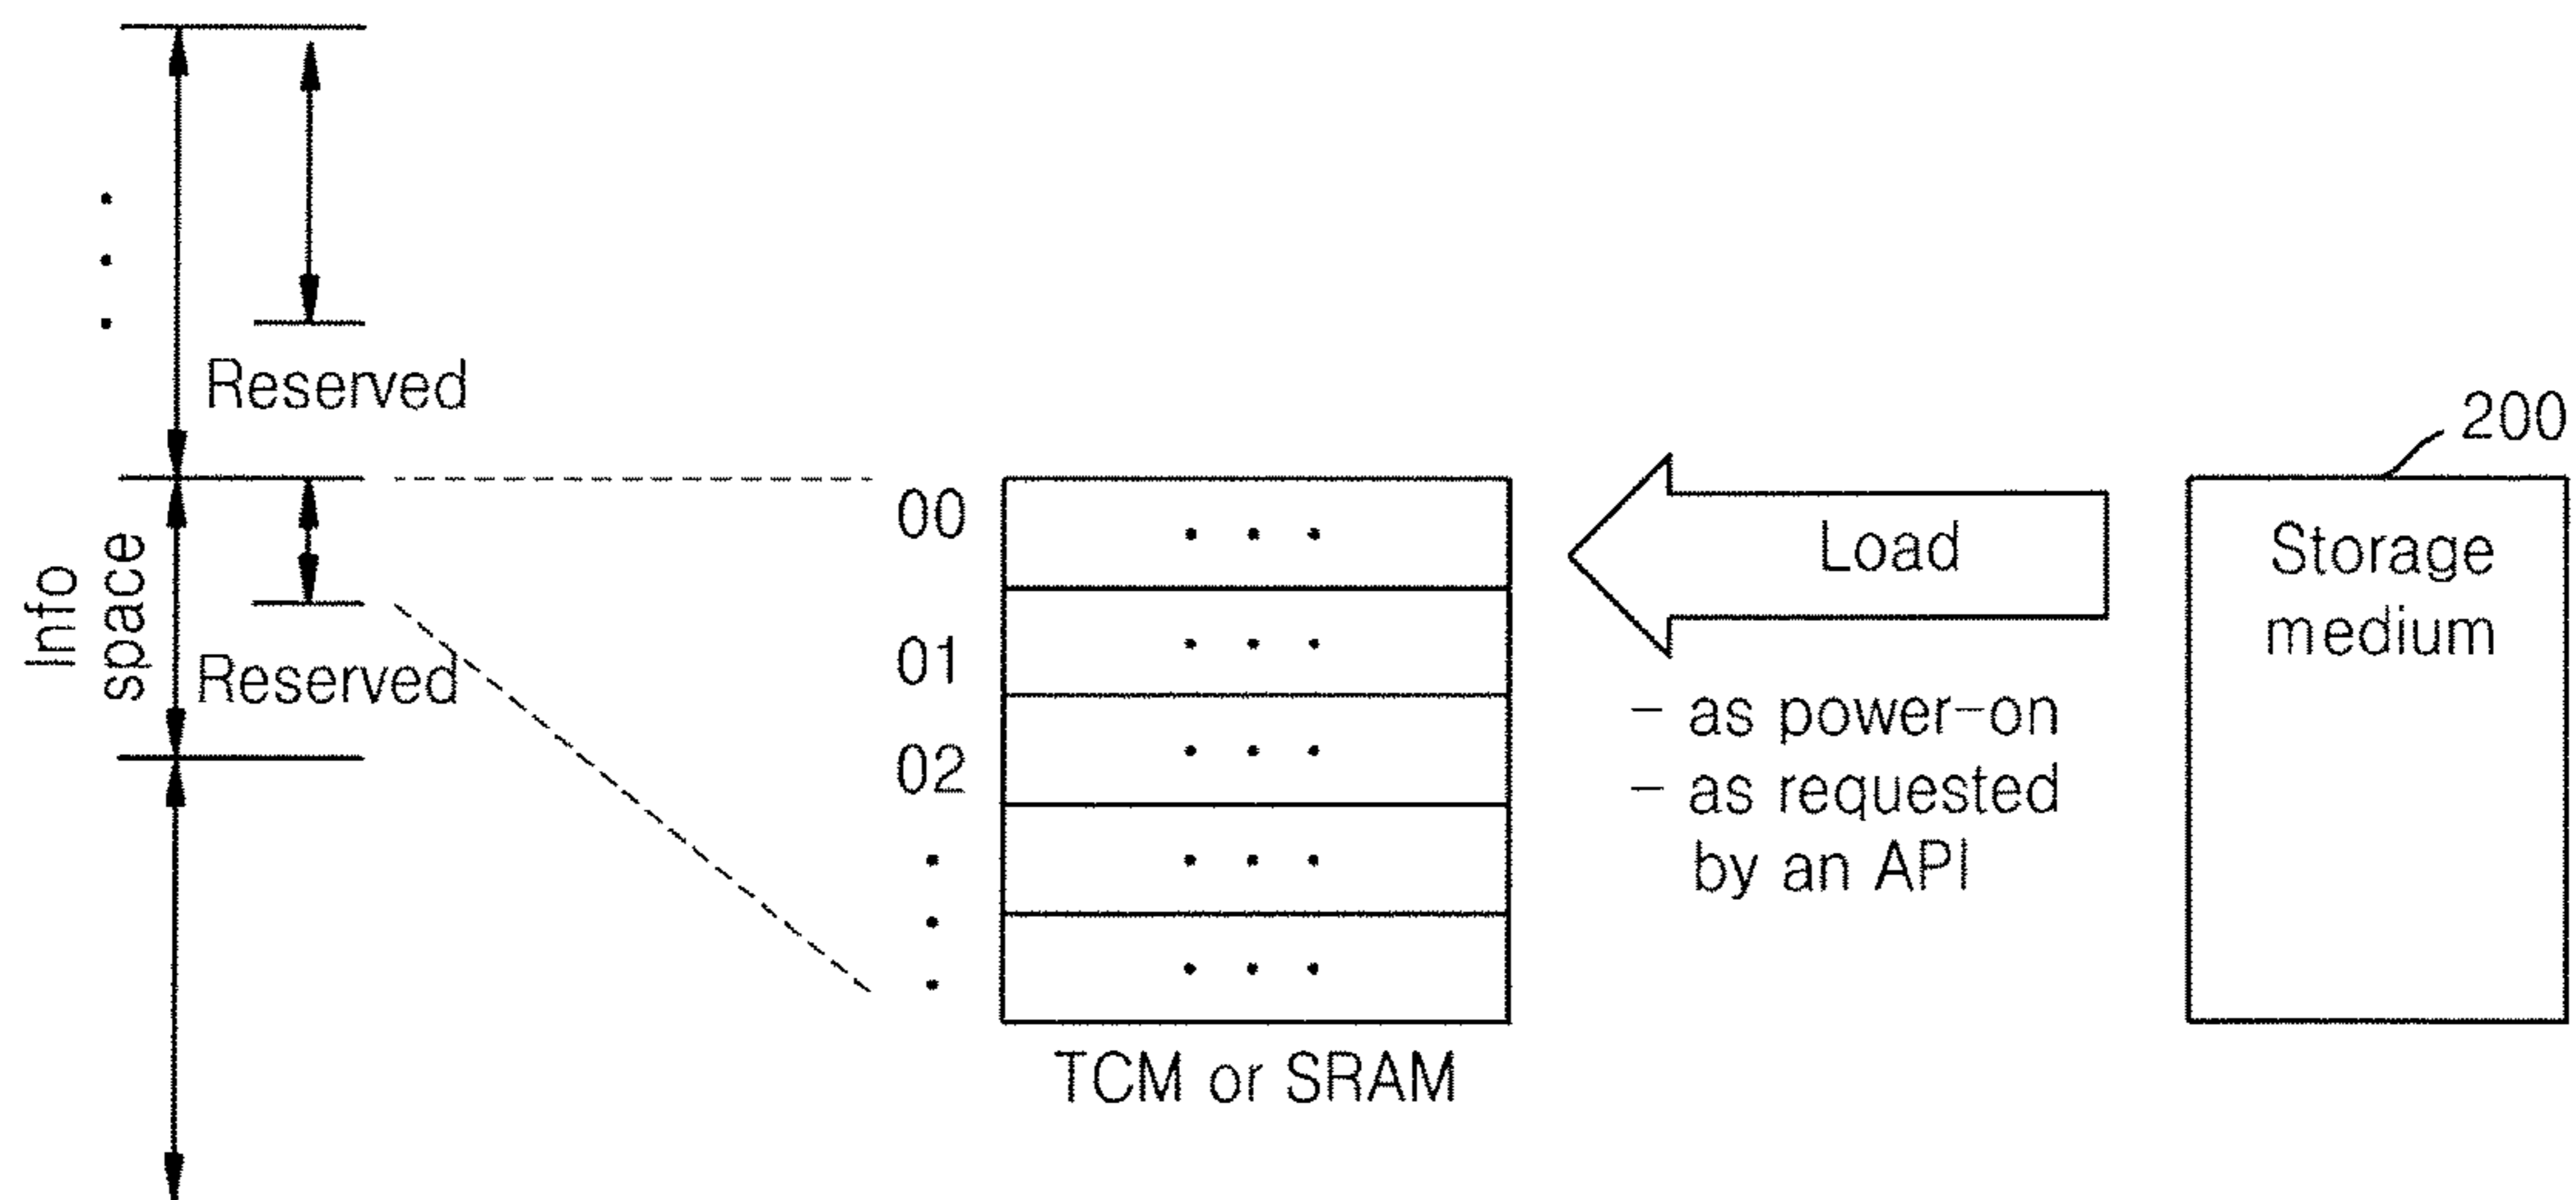 Reserved
Info
space
Reserved
00
01
02
TCM or SRAM
Load
- as power-on
- as requested
by an API
200
Storage
medium